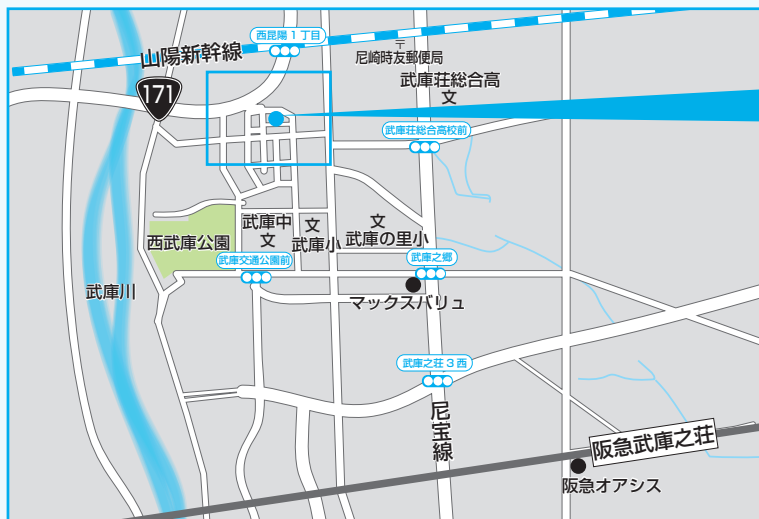 西昆陽1丁目
山陽新幹線
〒
尼崎時友郵便局
武庫荘総合高
文
171
武庫荘総合高校前
武庫中
文
文
武庫小
文
武庫の里小
西武庫公園
武庫交通公園前
武庫之郷
武庫川
マックスバリュ
武庫之荘3西
尼宝線
阪急武庫之荘
阪急オアシス